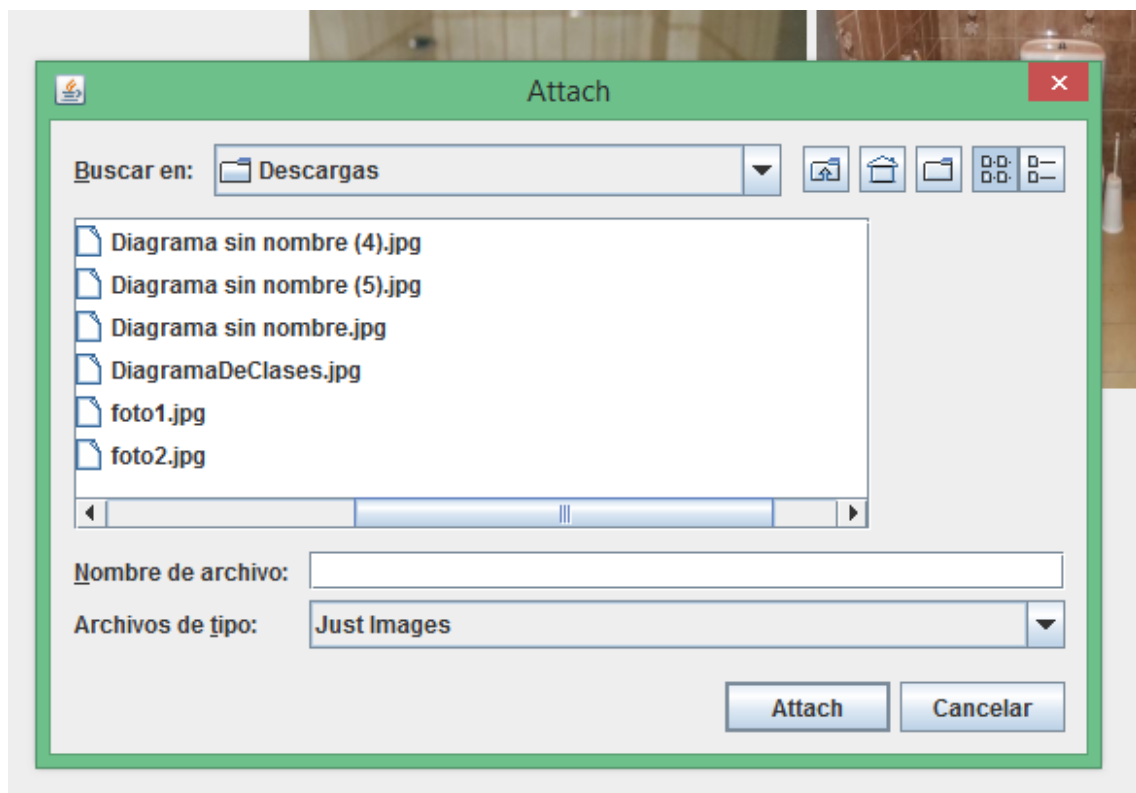 Attach
Buscar en: Descargas
Diagrama sin nombre (4).jpg
Diagrama sin nombre (5).jpg
Diagrama sin nombre.jpg
DiagramaDeClases.jpg
foto1.jpg
foto2.jpg
Nombre de archivo:
Archivos de tipo: Just Images
Attach Cancelar